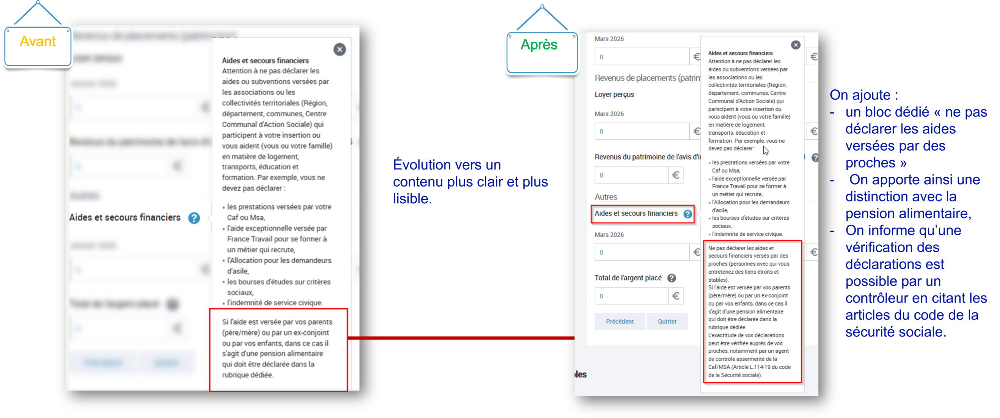 Avant
Aides et secours financiers
Aides et secours financiers
Attention à ne pas déclarer les
aides ou subventions versées par
les associations ou les
collectivités territoriales (Région,
département, communes, Centre
Communal d'Action Sociale) qui
participent à votre insertion ou
vous aident (vous ou votre famille)
en matière de logement,
transports, éducation et
formation. Par exemple, vous ne
devez pas déclarer :
• les prestations versées par votre
Caf ou Msa,
• l'aide exceptionnelle versée par
France Travail pour se former à
un métier qui recrute,
• l'Allocation pour les demandeurs
d'asile,
• les bourses d'études sur critères
sociaux,
• l'indemnité de service civique.
Si l'aide est versée par vos parents
(père/mère) ou par un ex-conjoint
ou par vos enfants, dans ce cas il
s'agit d'une pension alimentaire
qui doit être déclarée dans la
rubrique dédiée.
Évolution vers un
contenu plus clair et plus
lisible.
Après
Mars 2026
0 €
€
Revenus de placements (patrim
Loyer perçus
Mars 2026
0 €
€
Revenus du patrimoine de l'avis d'i
4
0 €
Autres
Aides et secours financiers
Mars 2026
0 €
€
Total de l'argent placé
0 €
Précédent Quitter
bles
Aides et secours financiers
Attention à ne pas déclarer les
aides ou subventions versées par
les associations ou les
collectivités territoriales (Région,
département, communes, Centre
Communal d'Action Sociale) qui
participent à votre insertion ou
vous aident (vous ou votre famille)
en matière de logement,
transports, éducation et
formation. Par exemple, vous ne
devez pas déclarer :
• les prestations versées par votre
Caf ou Msa,
• l'aide exceptionnelle versée par
France Travail pour se former à
un métier qui recrute,
• l'Allocation pour les demandeurs
d'asile,
• les bourses d'études sur critères
sociaux,
• l'indemnité de service civique.
Ne pas déclarer les aides et
secours financiers versés par des
proches (personnes avec qui vous
entretenez des liens étroits et
stables).
Si l'aide est versée par vos parents
(père/mère) ou par un ex-conjoint
ou par vos enfants, dans ce cas il
s'agit d'une pension alimentaire
qui doit être déclarée dans la
rubrique dédiée.
L'exactitude de vos déclarations
peut être vérifiée auprès de vos
proches, notamment par un agent
de contrôle assermenté de la
Caf/MSA (Article L.114-19 du code
de la Sécurité sociale).
On ajoute :
- un bloc dédié « ne pas
déclarer les aides
versées par des
proches »
- On apporte ainsi une
distinction avec la
pension alimentaire,
- On informe qu'une
vérification des
déclarations est
possible par un
contrôleur en citant les
articles du code de la
sécurité sociale.